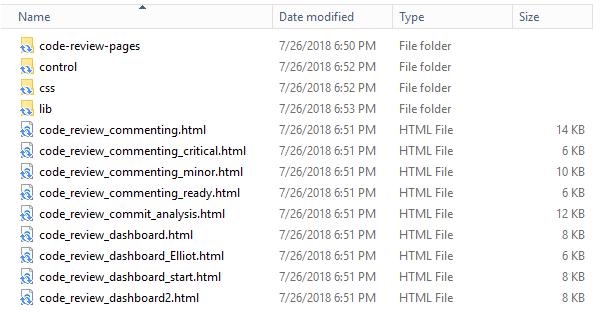 Name Date modified Type Size
code-review-pages 7/26/2018 6:50 PM File folder
control 7/26/2018 6:52 PM File folder
css 7/26/2018 6:52 PM File folder
lib 7/26/2018 6:53 PM File folder
code_review_commenting.html 7/26/2018 6:51 PM HTML File 14 KB
code_review_commenting_critical.html 7/26/2018 6:51 PM HTML File 6 KB
code_review_commenting_minor.html 7/26/2018 6:51 PM HTML File 10 KB
code_review_commenting_ready.html 7/26/2018 6:51 PM HTML File 6 KB
code_review_commit_analysis.html 7/26/2018 6:51 PM HTML File 12 KB
code_review_dashboard.html 7/26/2018 6:51 PM HTML File 8 KB
code_review_dashboard_Elliot.html 7/26/2018 6:51 PM HTML File 6 KB
code_review_dashboard_start.html 7/26/2018 6:51 PM HTML File 8 KB
code_review_dashboard2.html 7/26/2018 6:51 PM HTML File 8 KB